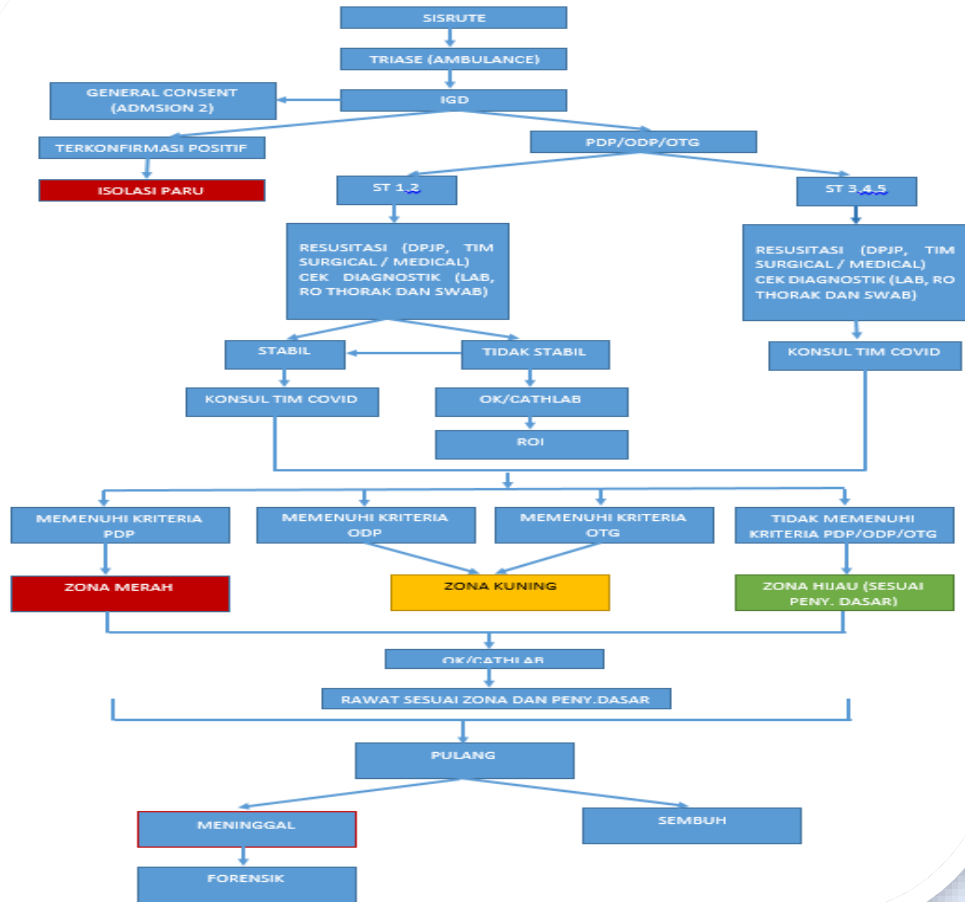 SISRUTE
TRIASE (AMBULANCE)
GENERAL CONSENT
(ADMSION 2)
IGD
TERKONFIRMASI POSITIF
PDP/ODP/OTG
ISOLASI PARU
ST 1.2
ST 3.4.5
RESUSITASI (DPJP, TIM
SURGICAL / MEDICAL)
CEK DIAGNOSTIK (LAB,
RO THORAK DAN SWAB)
RESUSITASI (DPJP, TIM
SURGICAL / MEDICAL)
CEK DIAGNOSTIK (LAB, RO
THORAK DAN SWAB)
STABIL
TIDAK STABIL
KONSUL TIM COVID
KONSUL TIM COVID
OK/CATHLAB
ROI
MEMENUHI KRITERIA
PDP
MEMENUHI KRITERIA
ODP
MEMENUHI KRITERIA
OTG
TIDAK MEMENUHI
KRITERIA PDP/ODP/OTG
ZONA MERAH
ZONA KUNING
ZONA HIJAU (SESUAI
PENY. DASAR)
OK/CATHLAB
RAWAT SESUAI ZONA DAN PENY.DASAR
PULANG
MENINGGAL
SEMBUH
FORENSIK